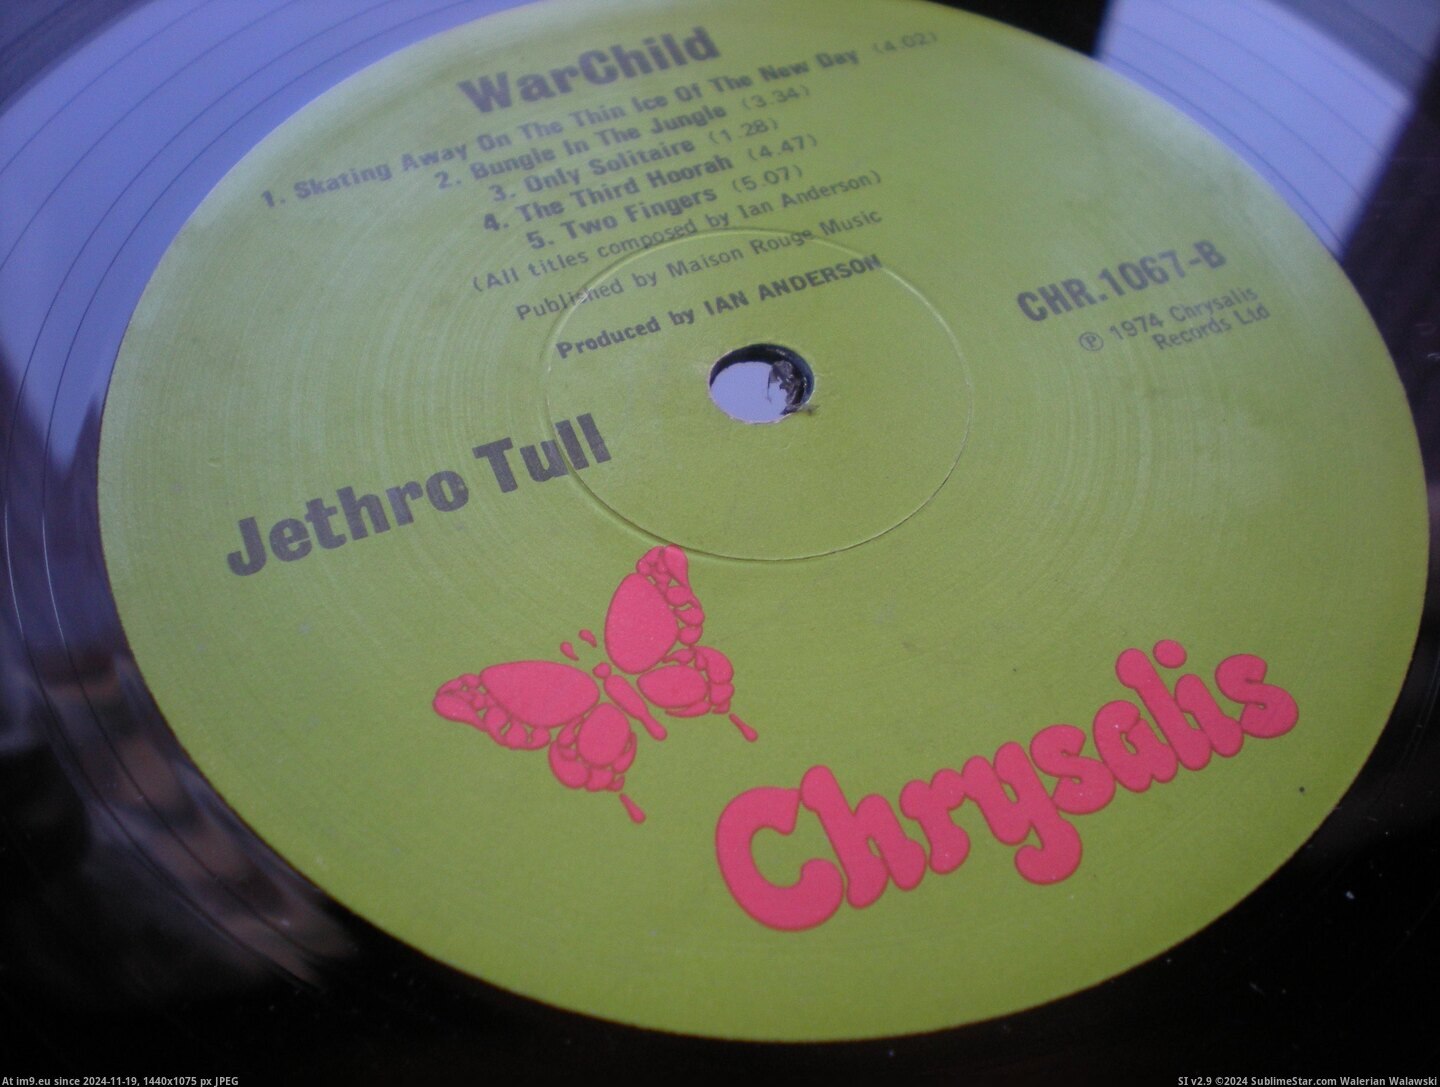 WarChild
1. Skating Away On The Thin Ice Of The New Day (4.02)
2. Bungle In The Jungle (3.34)
3. Only Solitaire (1.28)
4. The Third Hoorah (4.47)
5. Two Fingers (5.07)
(All titles composed by Ian Anderson)
Published by Maison Rouge Music
Produced by IAN ANDERSON
CHR.1067-B
℗ 1974 Chrysalis
Records Ltd
Jethro Tull
Chrysalis
At im9.eu since 2024-11-19, 1440x1075 px JPEG
SI v2.9 ©2024 SublimeStar.com Walerian Walawski